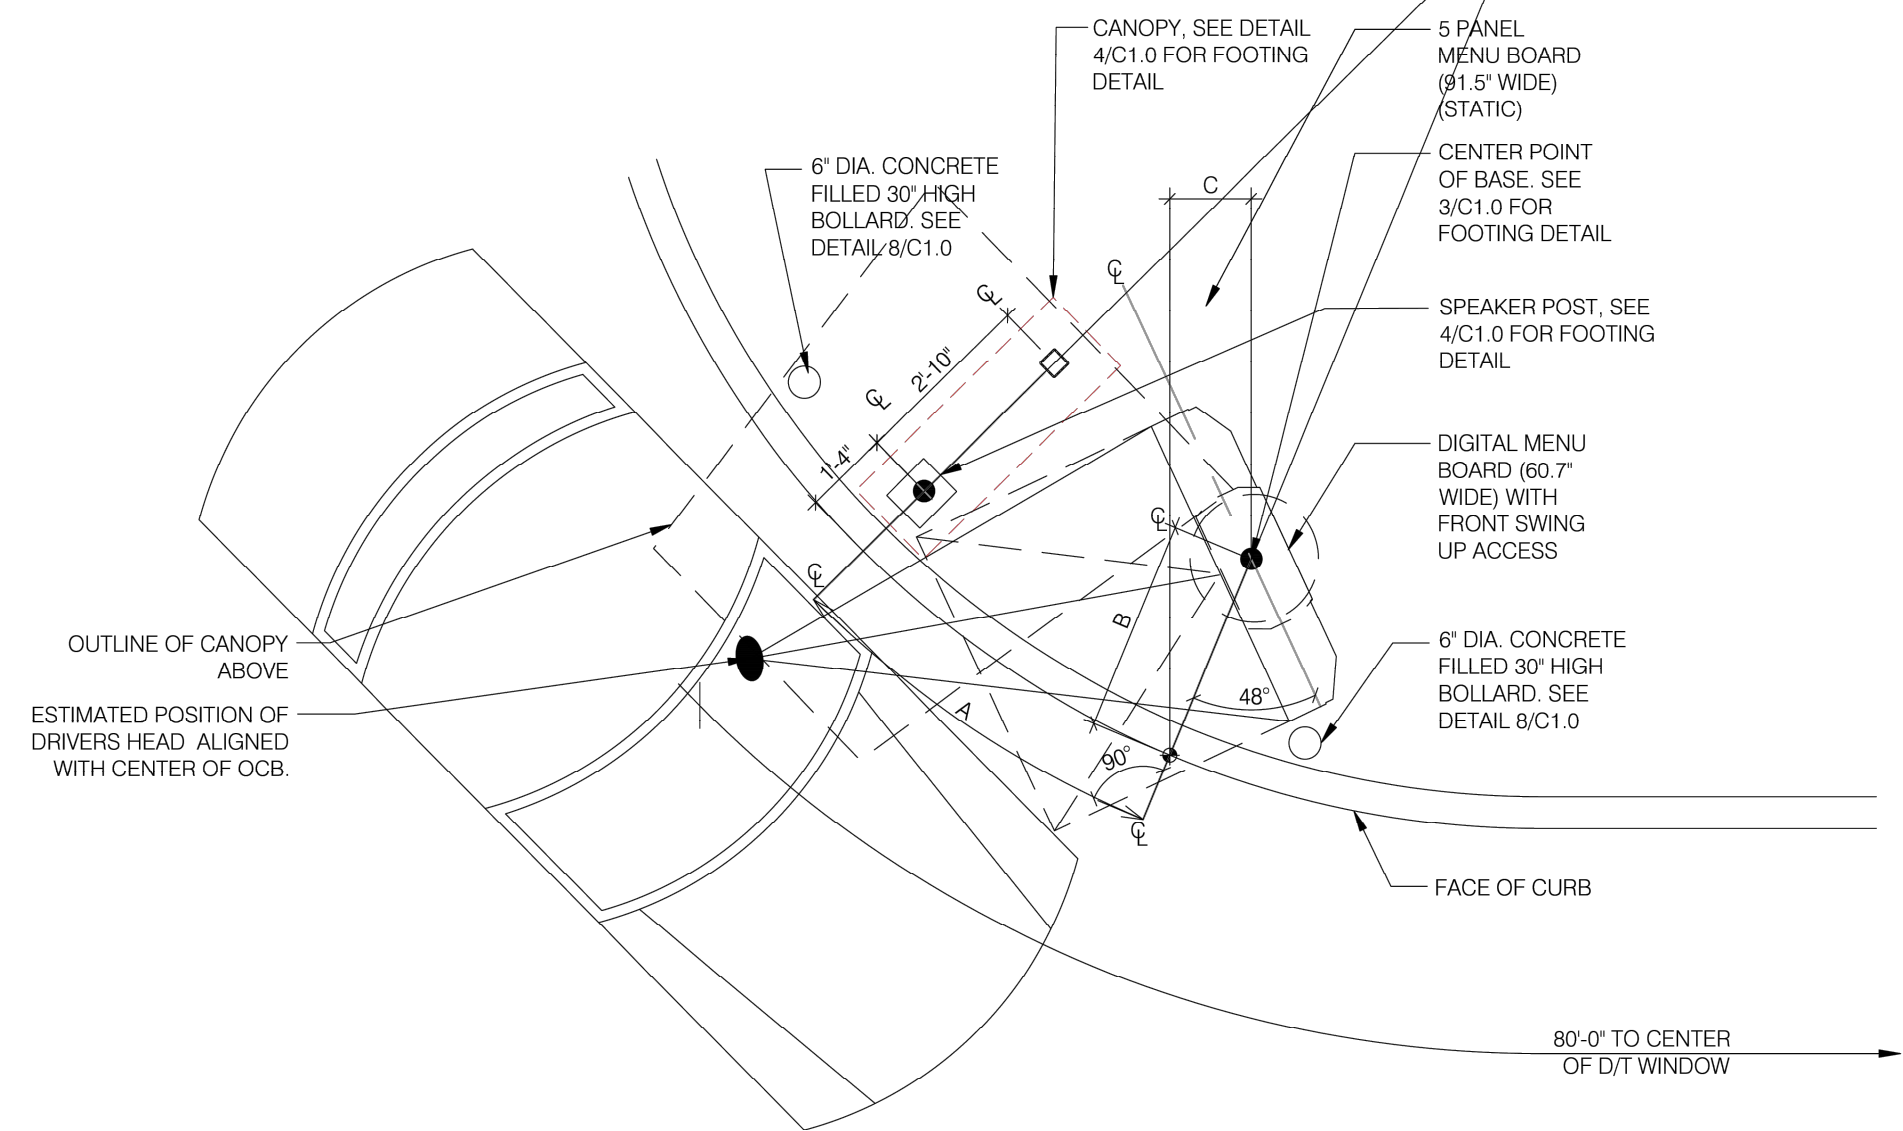 CANOPY, SEE DETAIL
4/C1.0 FOR FOOTING
DETAIL
5 PANEL
MENU BOARD
(91.5" WIDE)
(STATIC)
6" DIA. CONCRETE
FILLED 30" HIGH
BOLLARD. SEE
DETAIL 8/C1.0
CENTER POINT
OF BASE. SEE
3/C1.0 FOR
FOOTING DETAIL
C
CL
CL
SPEAKER POST, SEE
4/C1.0 FOR FOOTING
DETAIL
2'-10"
CL
1'-4"
DIGITAL MENU
BOARD (60.7"
WIDE) WITH
FRONT SWING
UP ACCESS
CL
CL
B
OUTLINE OF CANOPY
ABOVE
6" DIA. CONCRETE
FILLED 30" HIGH
BOLLARD. SEE
DETAIL 8/C1.0
48°
A
ESTIMATED POSITION OF
DRIVERS HEAD  ALIGNED
WITH CENTER OF OCB.
90°
CL
FACE OF CURB
80'-0" TO CENTER
OF D/T WINDOW